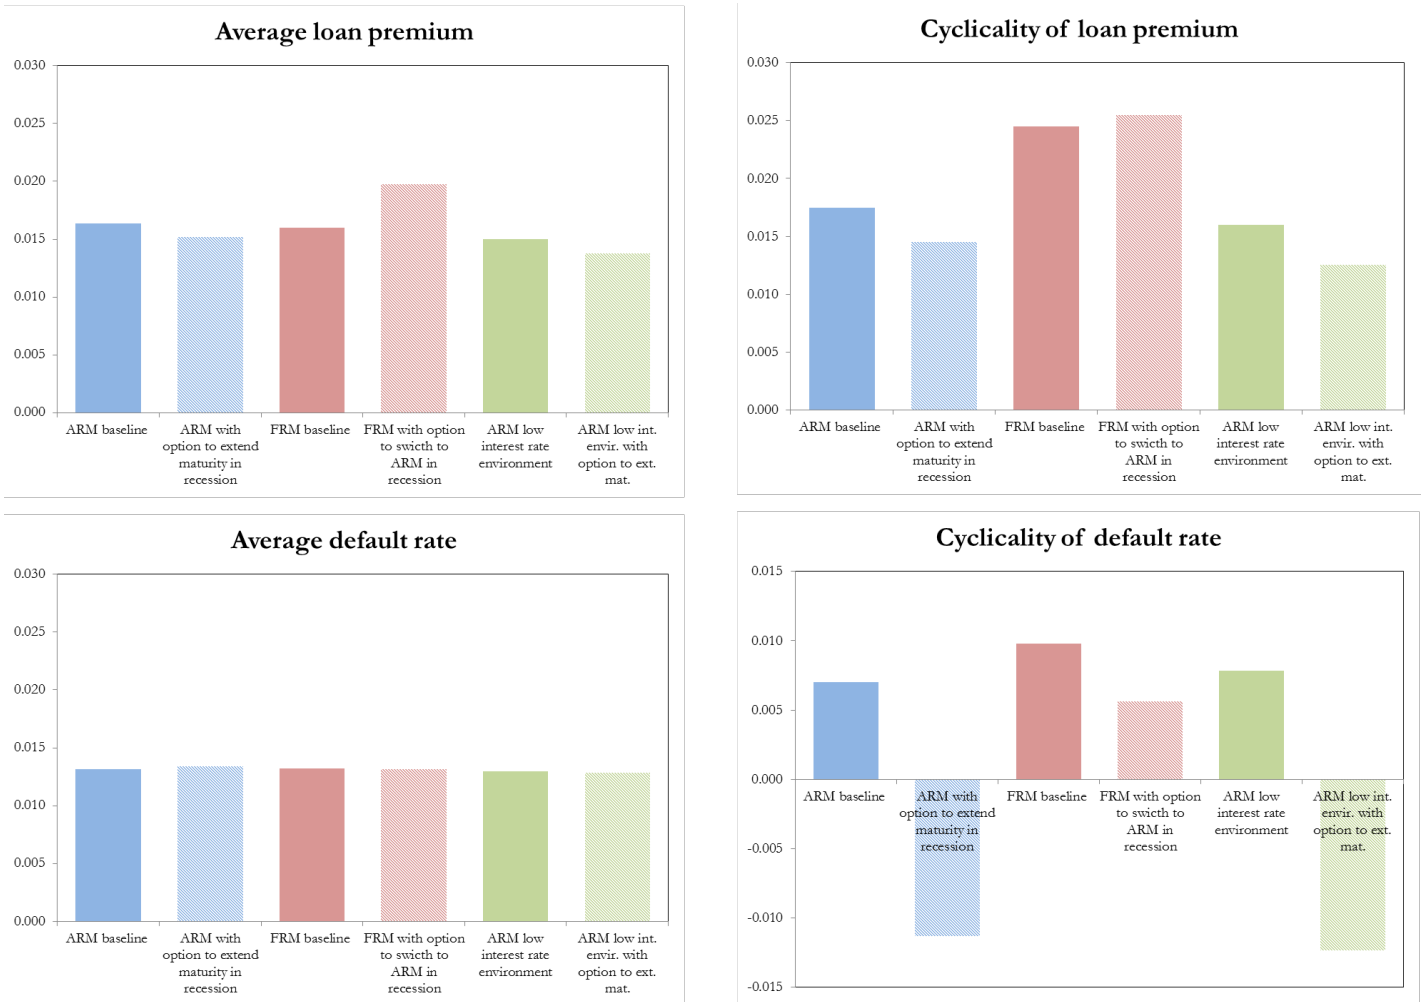 Average loan premium
0.030
0.025
0.020
0.015
0.010
0.005
0.000
ARM baseline
ARM with
option to extend
maturity in
recession
FRM baseline
FRM with option
to swicth to
ARM in
recession
ARM low
interest rate
environment
ARM low int.
envir. with
option to ext.
mat.
Cyclicality of loan premium
0.030
0.025
0.020
0.015
0.010
0.005
0.000
ARM baseline
ARM with
option to extend
maturity in
recession
FRM baseline
FRM with option
to swicth to
ARM in
recession
ARM low
interest rate
environment
ARM low int.
envir. with
option to ext.
mat.
Average default rate
0.030
0.025
0.020
0.015
0.010
0.005
0.000
ARM baseline
ARM with
option to extend
maturity in
recession
FRM baseline
FRM with option
to swicth to
ARM in
recession
ARM low
interest rate
environment
ARM low int.
envir. with
option to ext.
mat.
Cyclicality of default rate
0.015
0.010
0.005
0.000
-0.005
-0.010
-0.015
ARM baseline
ARM with
option to extend
maturity in
recession
FRM baseline
FRM with option
to swicth to
ARM in
recession
ARM low
interest rate
environment
ARM low int.
envir. with
option to ext.
mat.